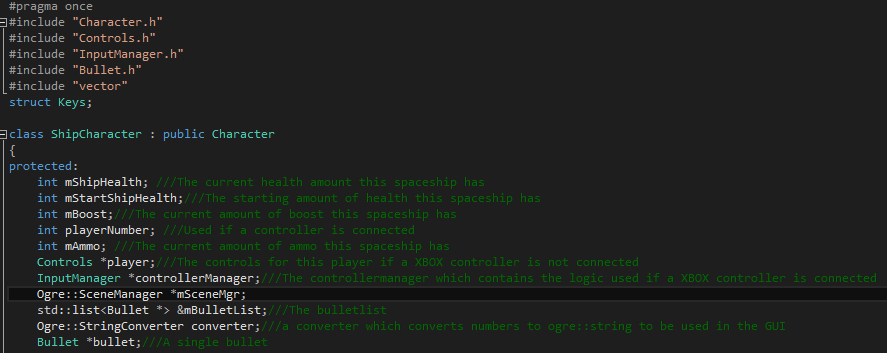 #pragma once
#include "Character.h"
#include "Controls.h"
#include "InputManager.h"
#include "Bullet.h"
#include "vector"
struct Keys;
class ShipCharacter : public Character
{
protected:
int mShipHealth; ///The current health amount this spaceship has
int mStartShipHealth;///The starting amount of health this spaceship has
int mBoost;///The current amount of boost this spaceship has
int playerNumber; ///Used if a controller is connected
int mAmmo; ///The current amount of ammo this spaceship has
Controls *player;///The controls for this player if a XBOX controller is not connected
InputManager *controllerManager;///The controllermanager which contains the logic used if a XBOX controller is connected
Ogre::SceneManager *mSceneMgr;
std::list<Bullet *> &mBulletList;///The bulletlist
Ogre::StringConverter converter;///a converter which converts numbers to ogre::string to be used in the GUI
Bullet *bullet;///A single bullet